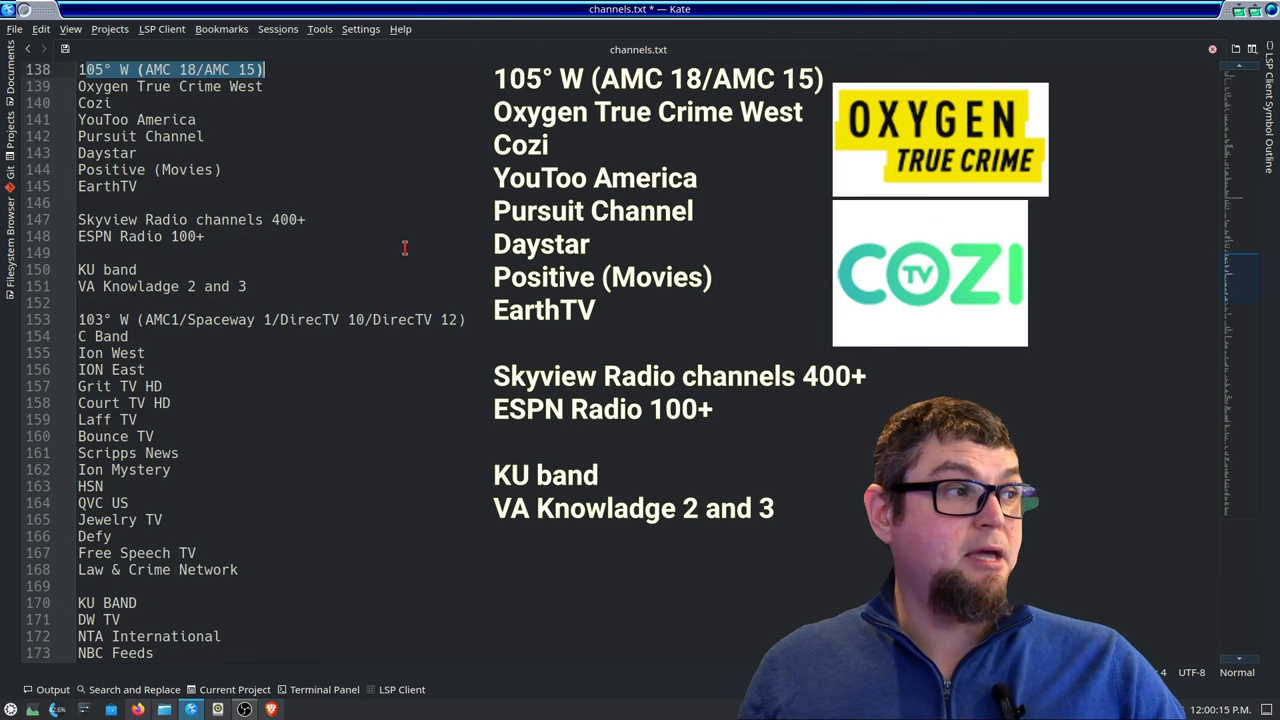 channels.txt * — Kate
File Edit View Projects LSP Client Bookmarks Sessions Tools Settings Help
channels.txt
Documents
Projects
Git
Filesystem Browser
LSP Client Symbol Outline
138 105° W (AMC 18/AMC 15)
139 Oxygen True Crime West
140 Cozi
141 YouToo America
142 Pursuit Channel
143 Daystar
144 Positive (Movies)
145 EarthTV
146
147 Skyview Radio channels 400+
148 ESPN Radio 100+
149
150 KU band
151 VA Knowladge 2 and 3
152
153 103° W (AMC1/Spaceway 1/DirecTV 10/DirecTV 12)
154 C Band
155 Ion West
156 ION East
157 Grit TV HD
158 Court TV HD
159 Laff TV
160 Bounce TV
161 Scripps News
162 Ion Mystery
163 HSN
164 QVC US
165 Jewelry TV
166 Defy
167 Free Speech TV
168 Law & Crime Network
169
170 KU BAND
171 DW TV
172 NTA International
173 NBC Feeds
105° W (AMC 18/AMC 15)
Oxygen True Crime West
Cozi
YouToo America
Pursuit Channel
Daystar
Positive (Movies)
EarthTV
Skyview Radio channels 400+
ESPN Radio 100+
KU band
VA Knowladge 2 and 3
OXYGEN
TRUE CRIME
COZI
TV
4 UTF-8 Normal
Output Search and Replace Current Project Terminal Panel LSP Client
12:00:15 P.M.